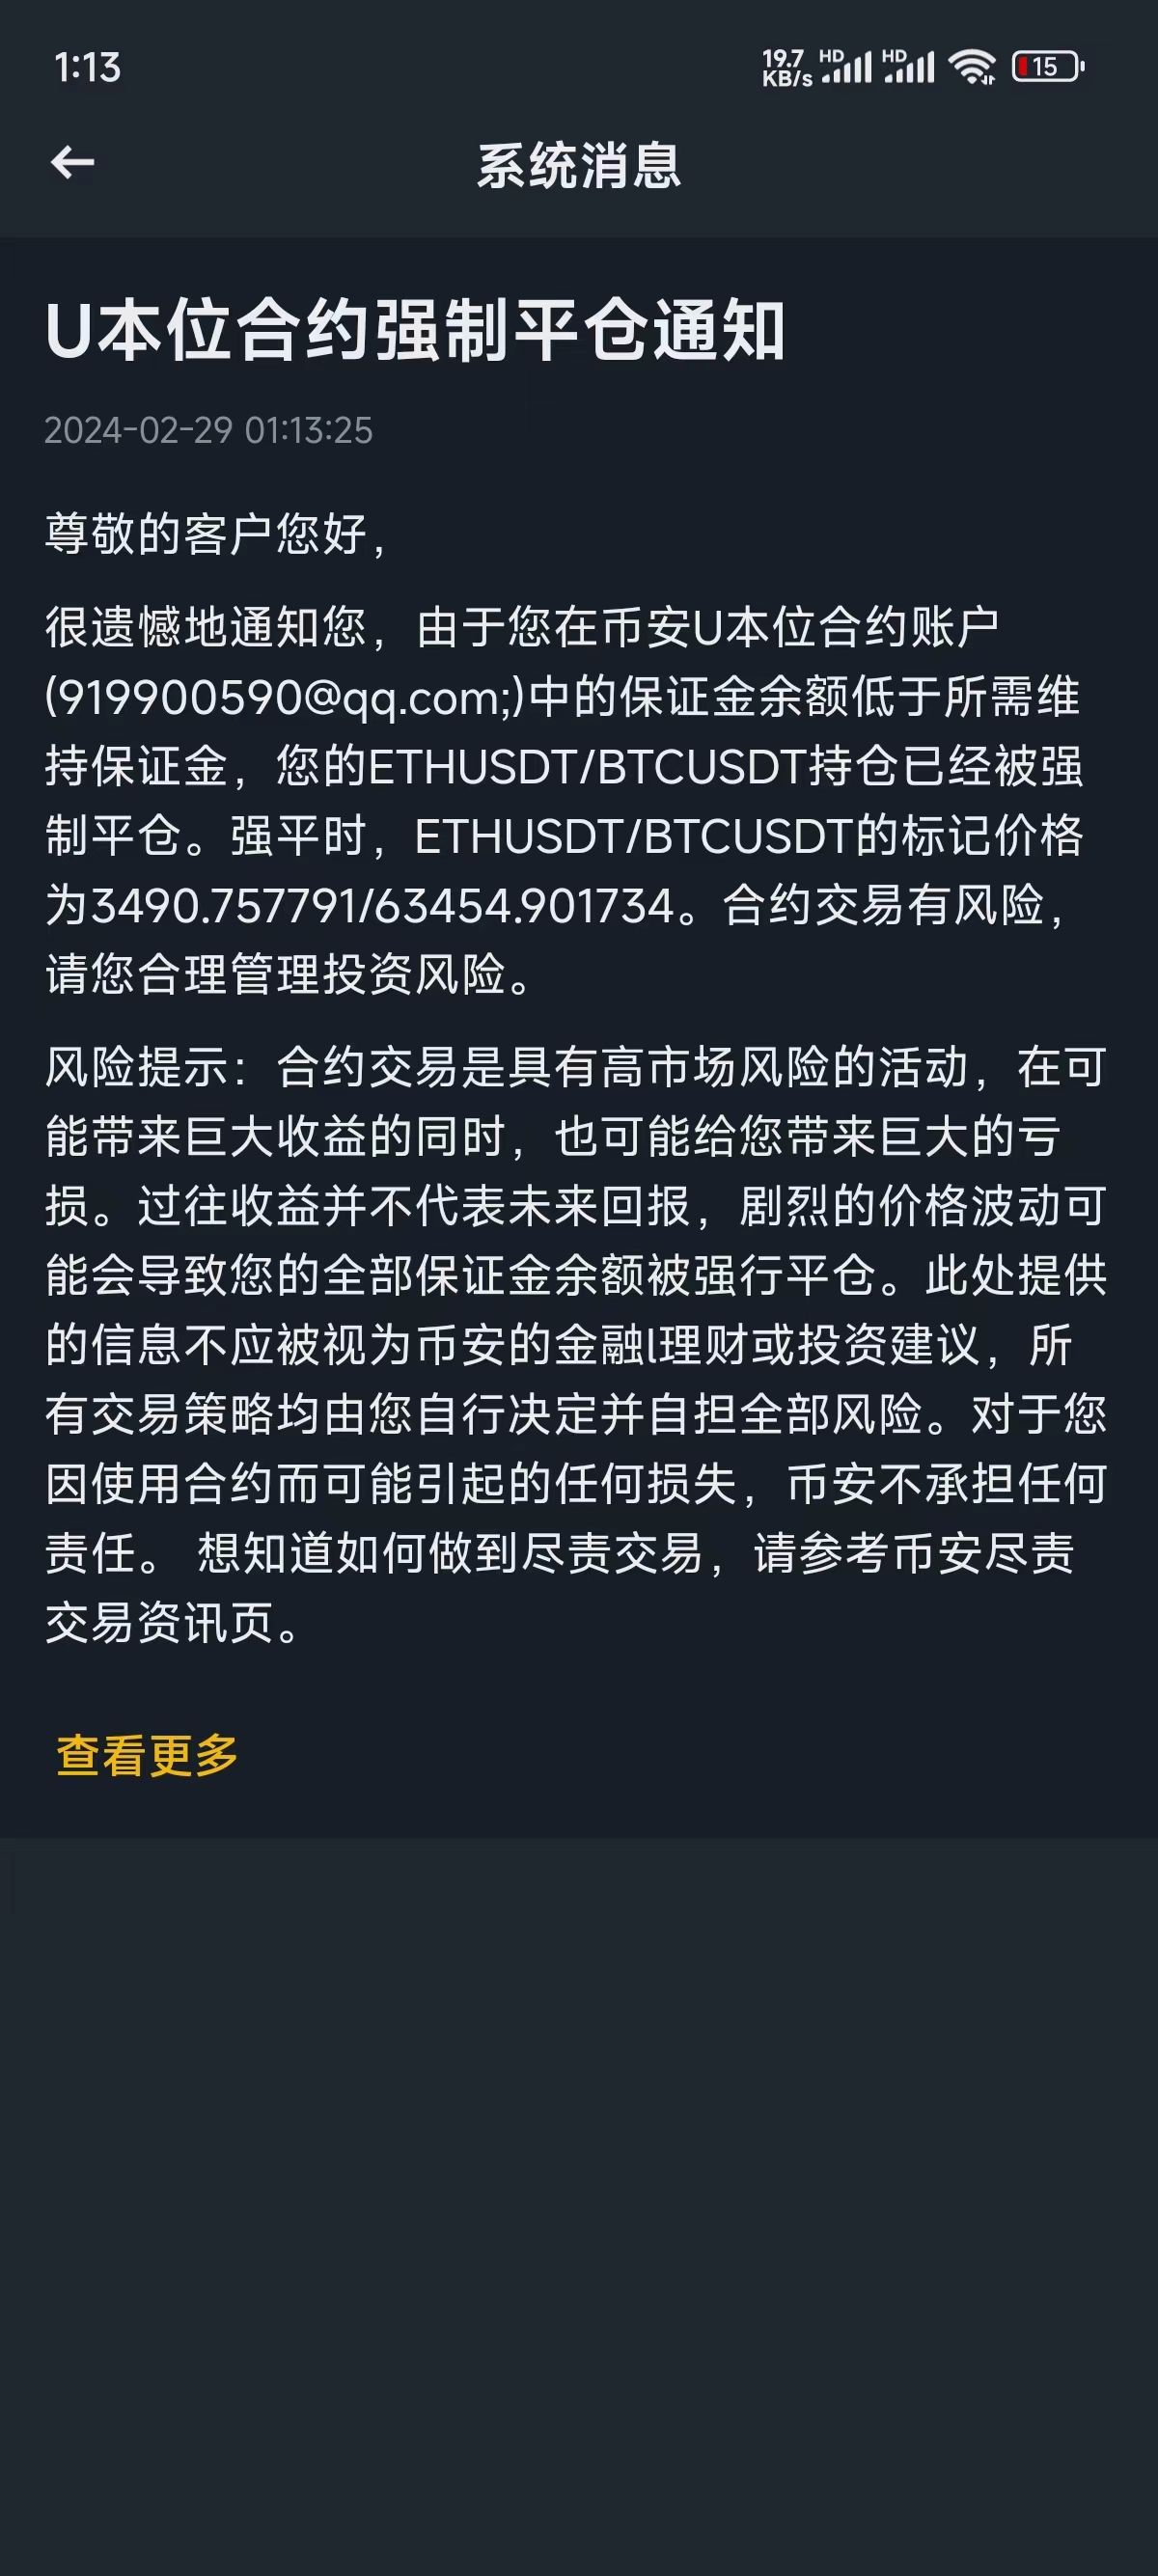 1:13
19.7
KB/s
HD
HD
15
系统消息
U本位合约强制平仓通知
2024-02-29 01:13:25
尊敬的客户您好，
很遗憾地通知您，由于您在币安U本位合约账户
(919900590@qq.com;)中的保证金余额低于所需维
持保证金，您的ETHUSDT/BTCUSDT持仓已经被强
制平仓。强平时，ETHUSDT/BTCUSDT的标记价格
为3490.757791/63454.901734。合约交易有风险，
请您合理管理投资风险。
风险提示：合约交易是具有高市场风险的活动，在可
能带来巨大收益的同时，也可能给您带来巨大的亏
损。过往收益并不代表未来回报，剧烈的价格波动可
能会导致您的全部保证金余额被强行平仓。此处提供
的信息不应被视为币安的金融l理财或投资建议，所
有交易策略均由您自行决定并自担全部风险。对于您
因使用合约而可能引起的任何损失，币安不承担任何
责任。 想知道如何做到尽责交易，请参考币安尽责
交易资讯页。
查看更多